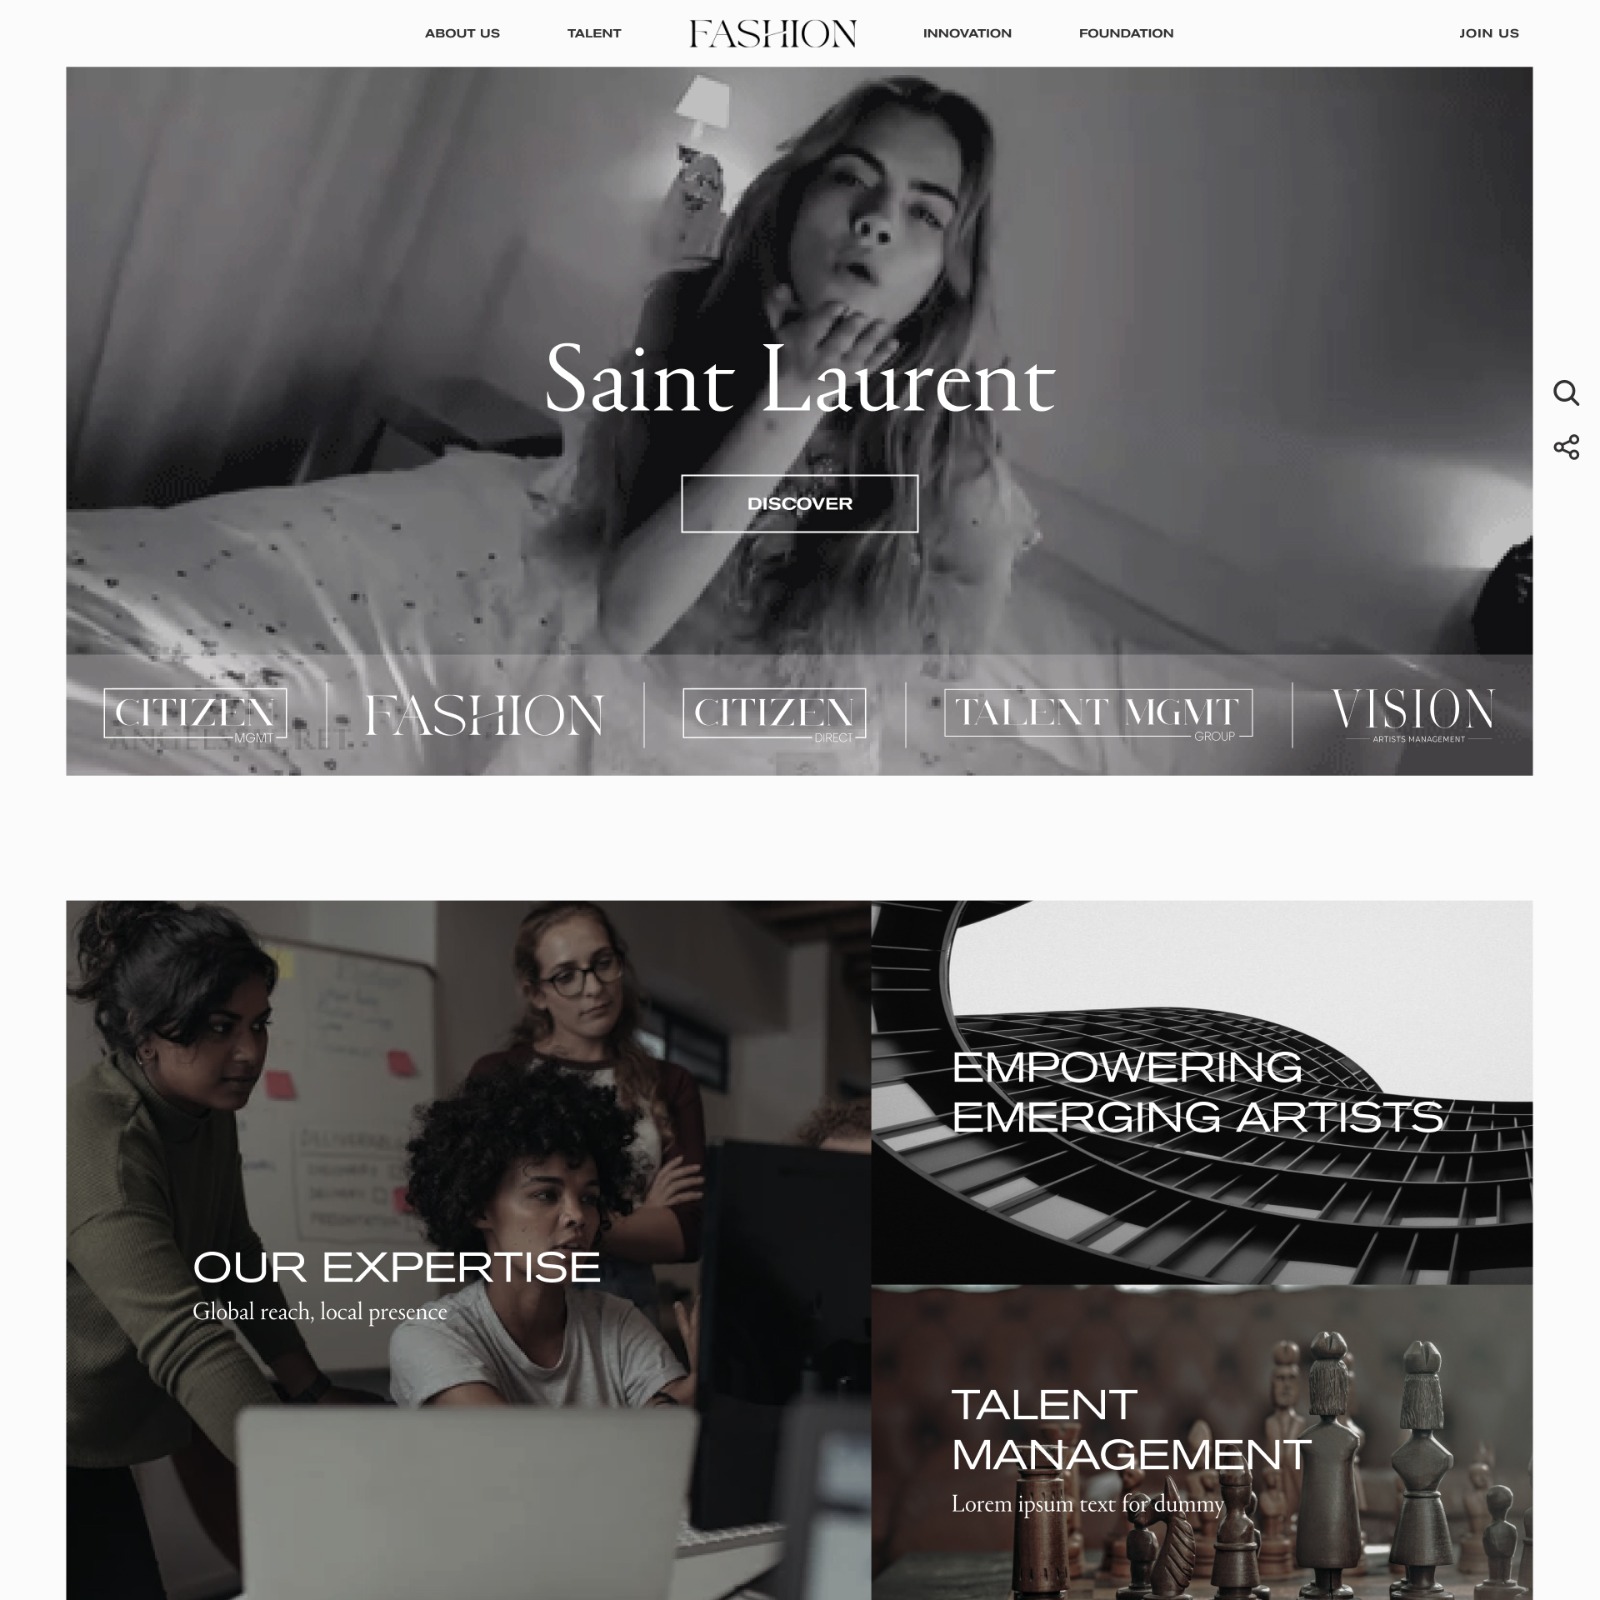 ABOUT US
TALENT
FASHION
INNOVATION
FOUNDATION
JOIN US
Saint Laurent
DISCOVER
CITIZEN
MGMT
FASHION
CITIZEN
DIRECT
TALENT MGMT
GROUP
VISION
ARTISTS MANAGEMENT
OUR EXPERTISE
Global reach, local presence
EMPOWERING
EMERGING ARTISTS
TALENT
MANAGEMENT
Lorem ipsum text for dummy